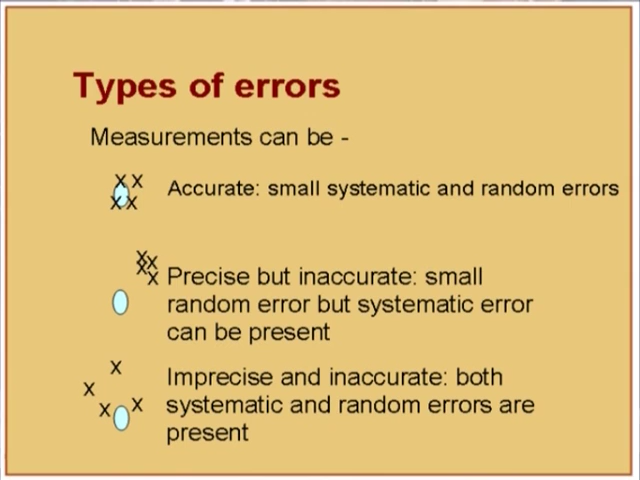 Types of errors
Measurements can be -
x x
x x
Accurate: small systematic and random errors
x x
x x
Precise but inaccurate: small
random error but systematic error
can be present
x
x
x x
Imprecise and inaccurate: both
systematic and random errors are
present